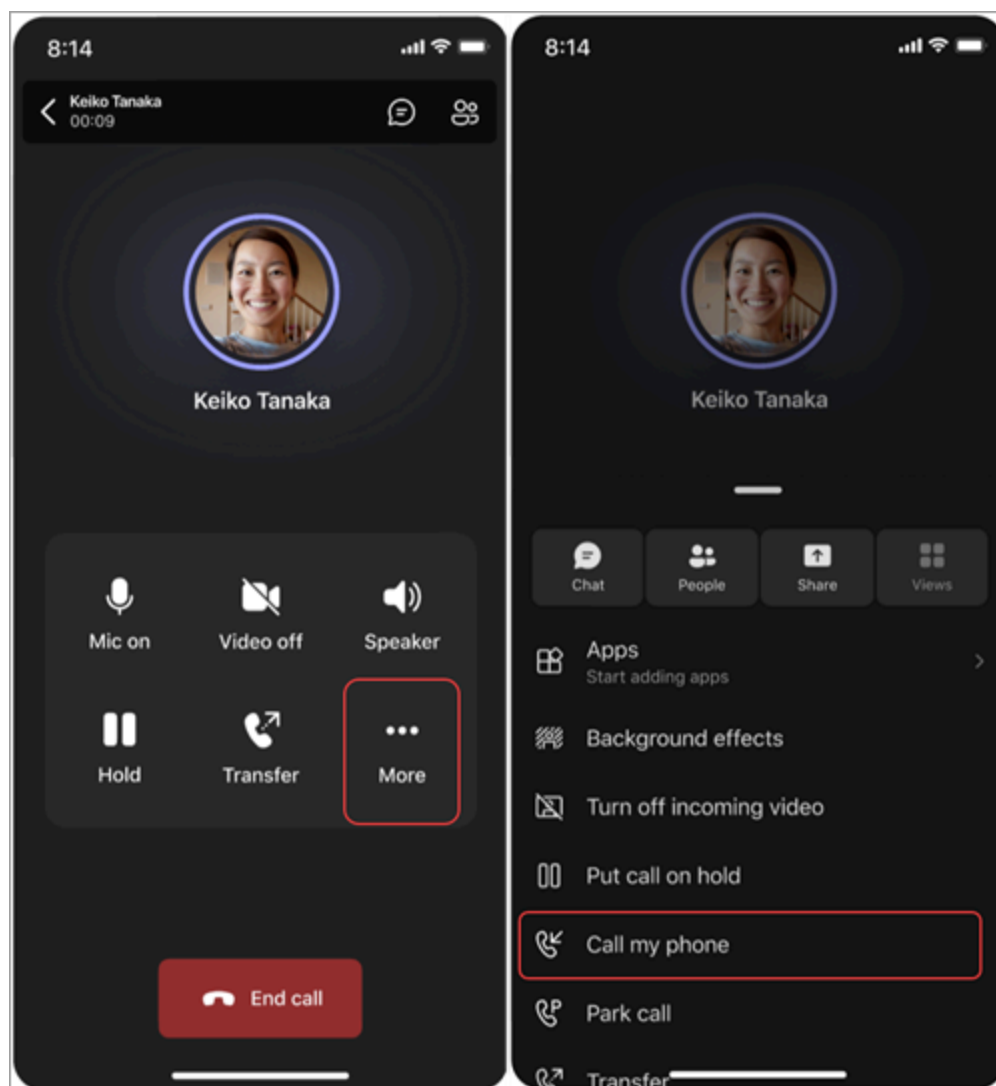 8:14
Keiko Tanaka
00:09
Keiko Tanaka
Mic on
Video off
Speaker
Hold
Transfer
More
End call
8:14
Keiko Tanaka
Chat
People
Share
Views
Apps
Start adding apps
Background effects
Turn off incoming video
Put call on hold
Call my phone
Park call
Transfer